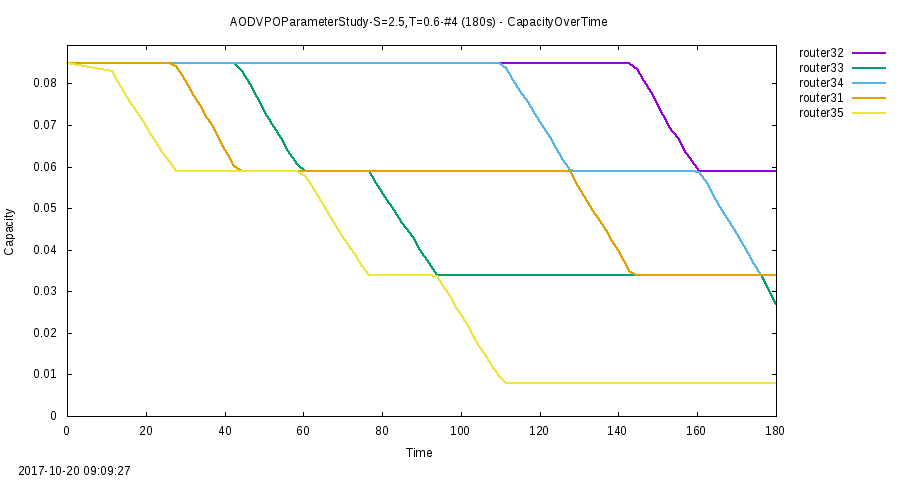 AODVPOParameterStudy-S=2.5,T=0.6-#4 (180s) - CapacityOverTime
router32
router33
router34
router31
router35
0.08
0.07
0.06
0.05
0.04
0.03
0.02
0.01
0
Capacity
0 20 40 60 80 100 120 140 160 180
Time
2017-10-20 09:09:27